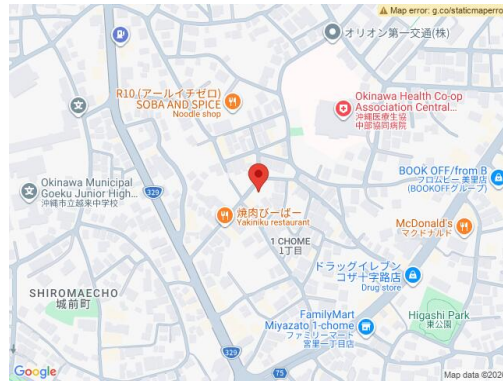 Map error: g.co/staticmaperro
オリオン第一交通(株)
R10 (アールイチゼロ)
SOBA AND SPICE
Noodle shop
Okinawa Health Co-op
Association Central...
沖縄医療生協
中部協同病院
BOOK OFF/from B
フロムビー 美里店
(BOOKOFFグループ)
Okinawa Municipal
Goeku Junior High...
沖縄市立越来中学校
329
焼肉びーばー
Yakiniku restaurant
McDonald's
マクドナルド
1 CHOME
1丁目
ドラッグイレブン
コザ十字路店
Drug store
SHIROMAECHO
城前町
FamilyMart
Miyazato 1-chome
ファミリーマート
宮里一丁目店
Higashi Park
東公園
329
75
Google
Map data ©202